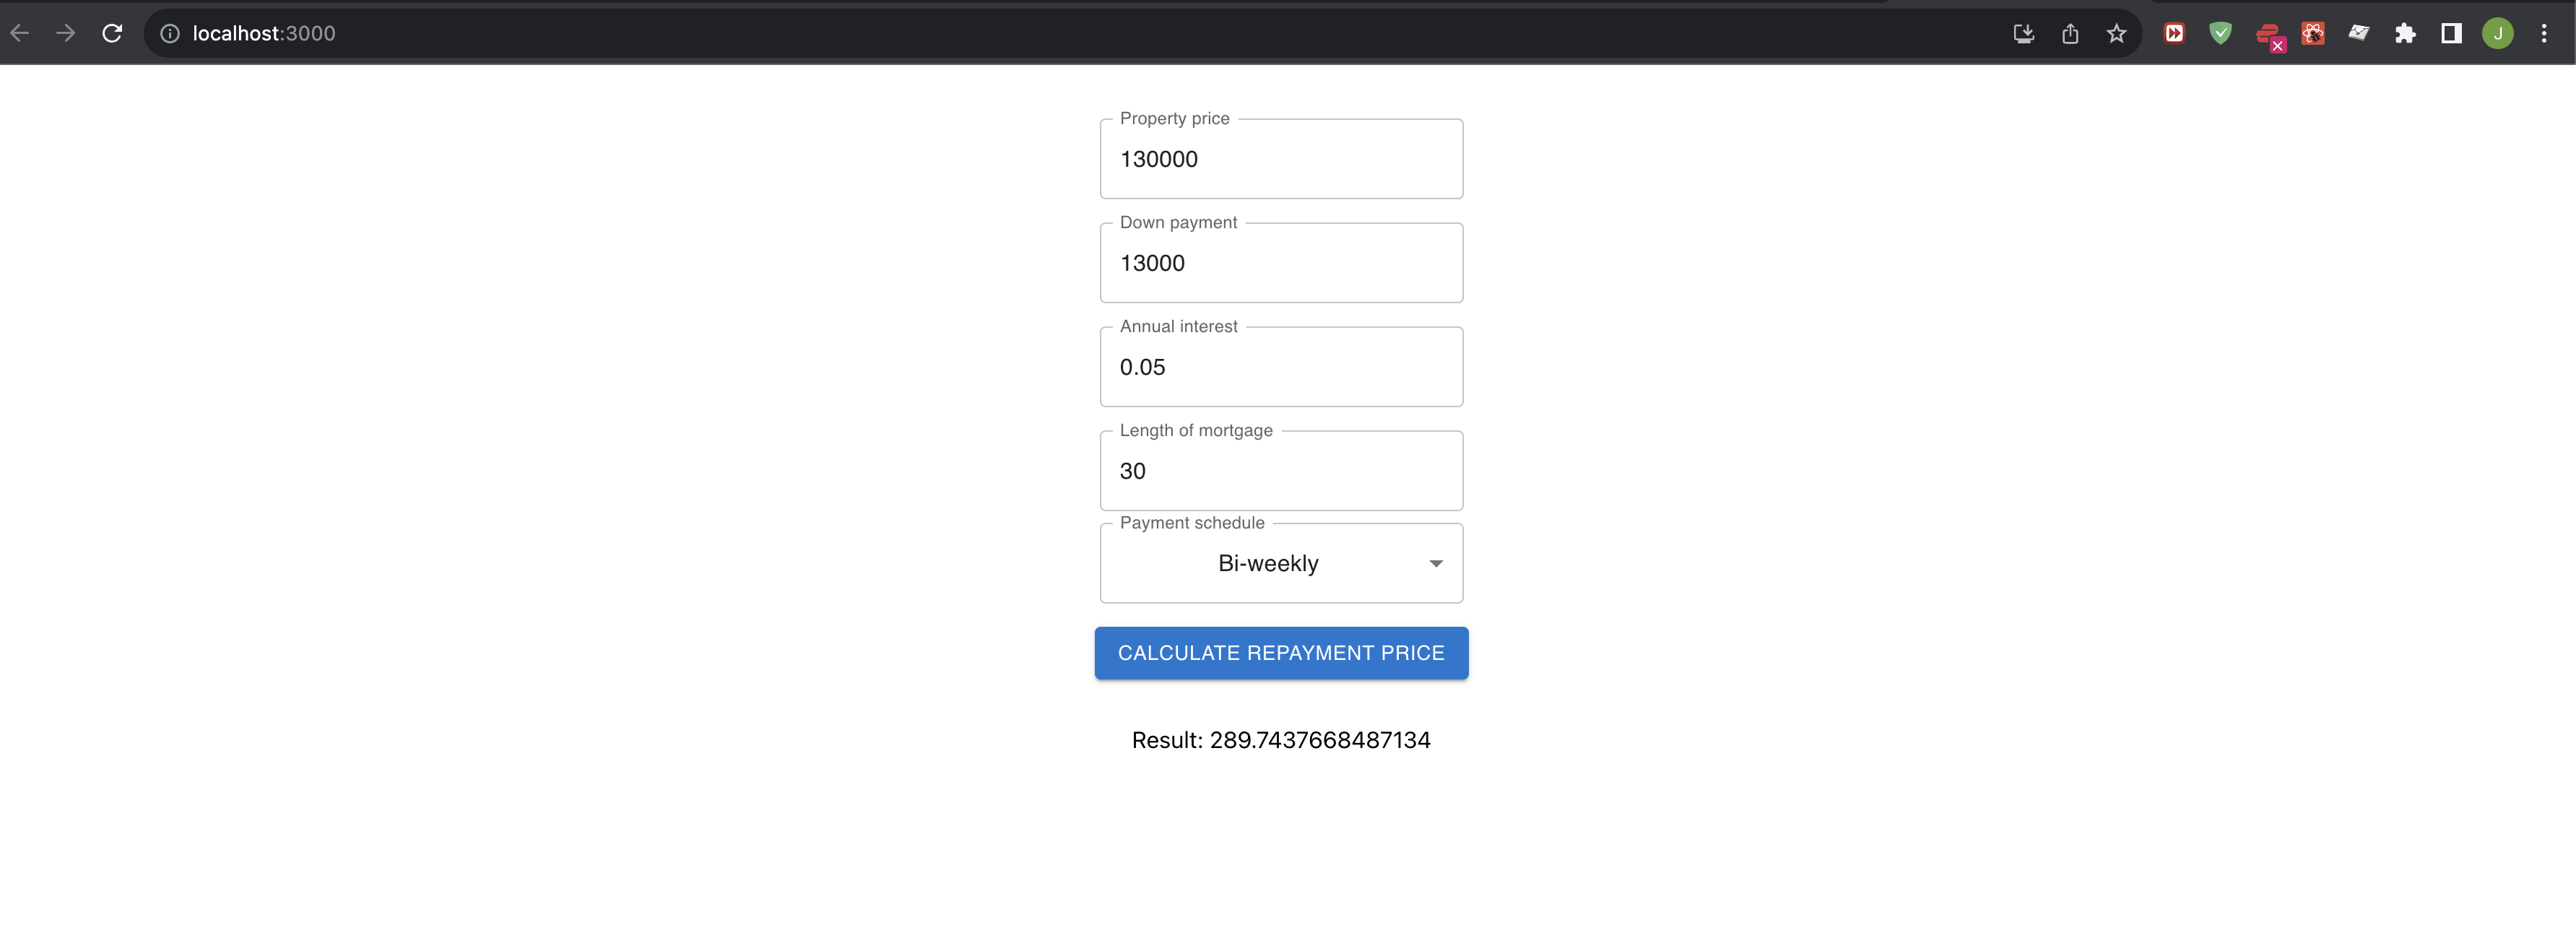 localhost:3000
J
Property price
130000
Down payment
13000
Annual interest
0.05
Length of mortgage
30
Payment schedule
Bi-weekly
CALCULATE REPAYMENT PRICE
Result: 289.7437668487134